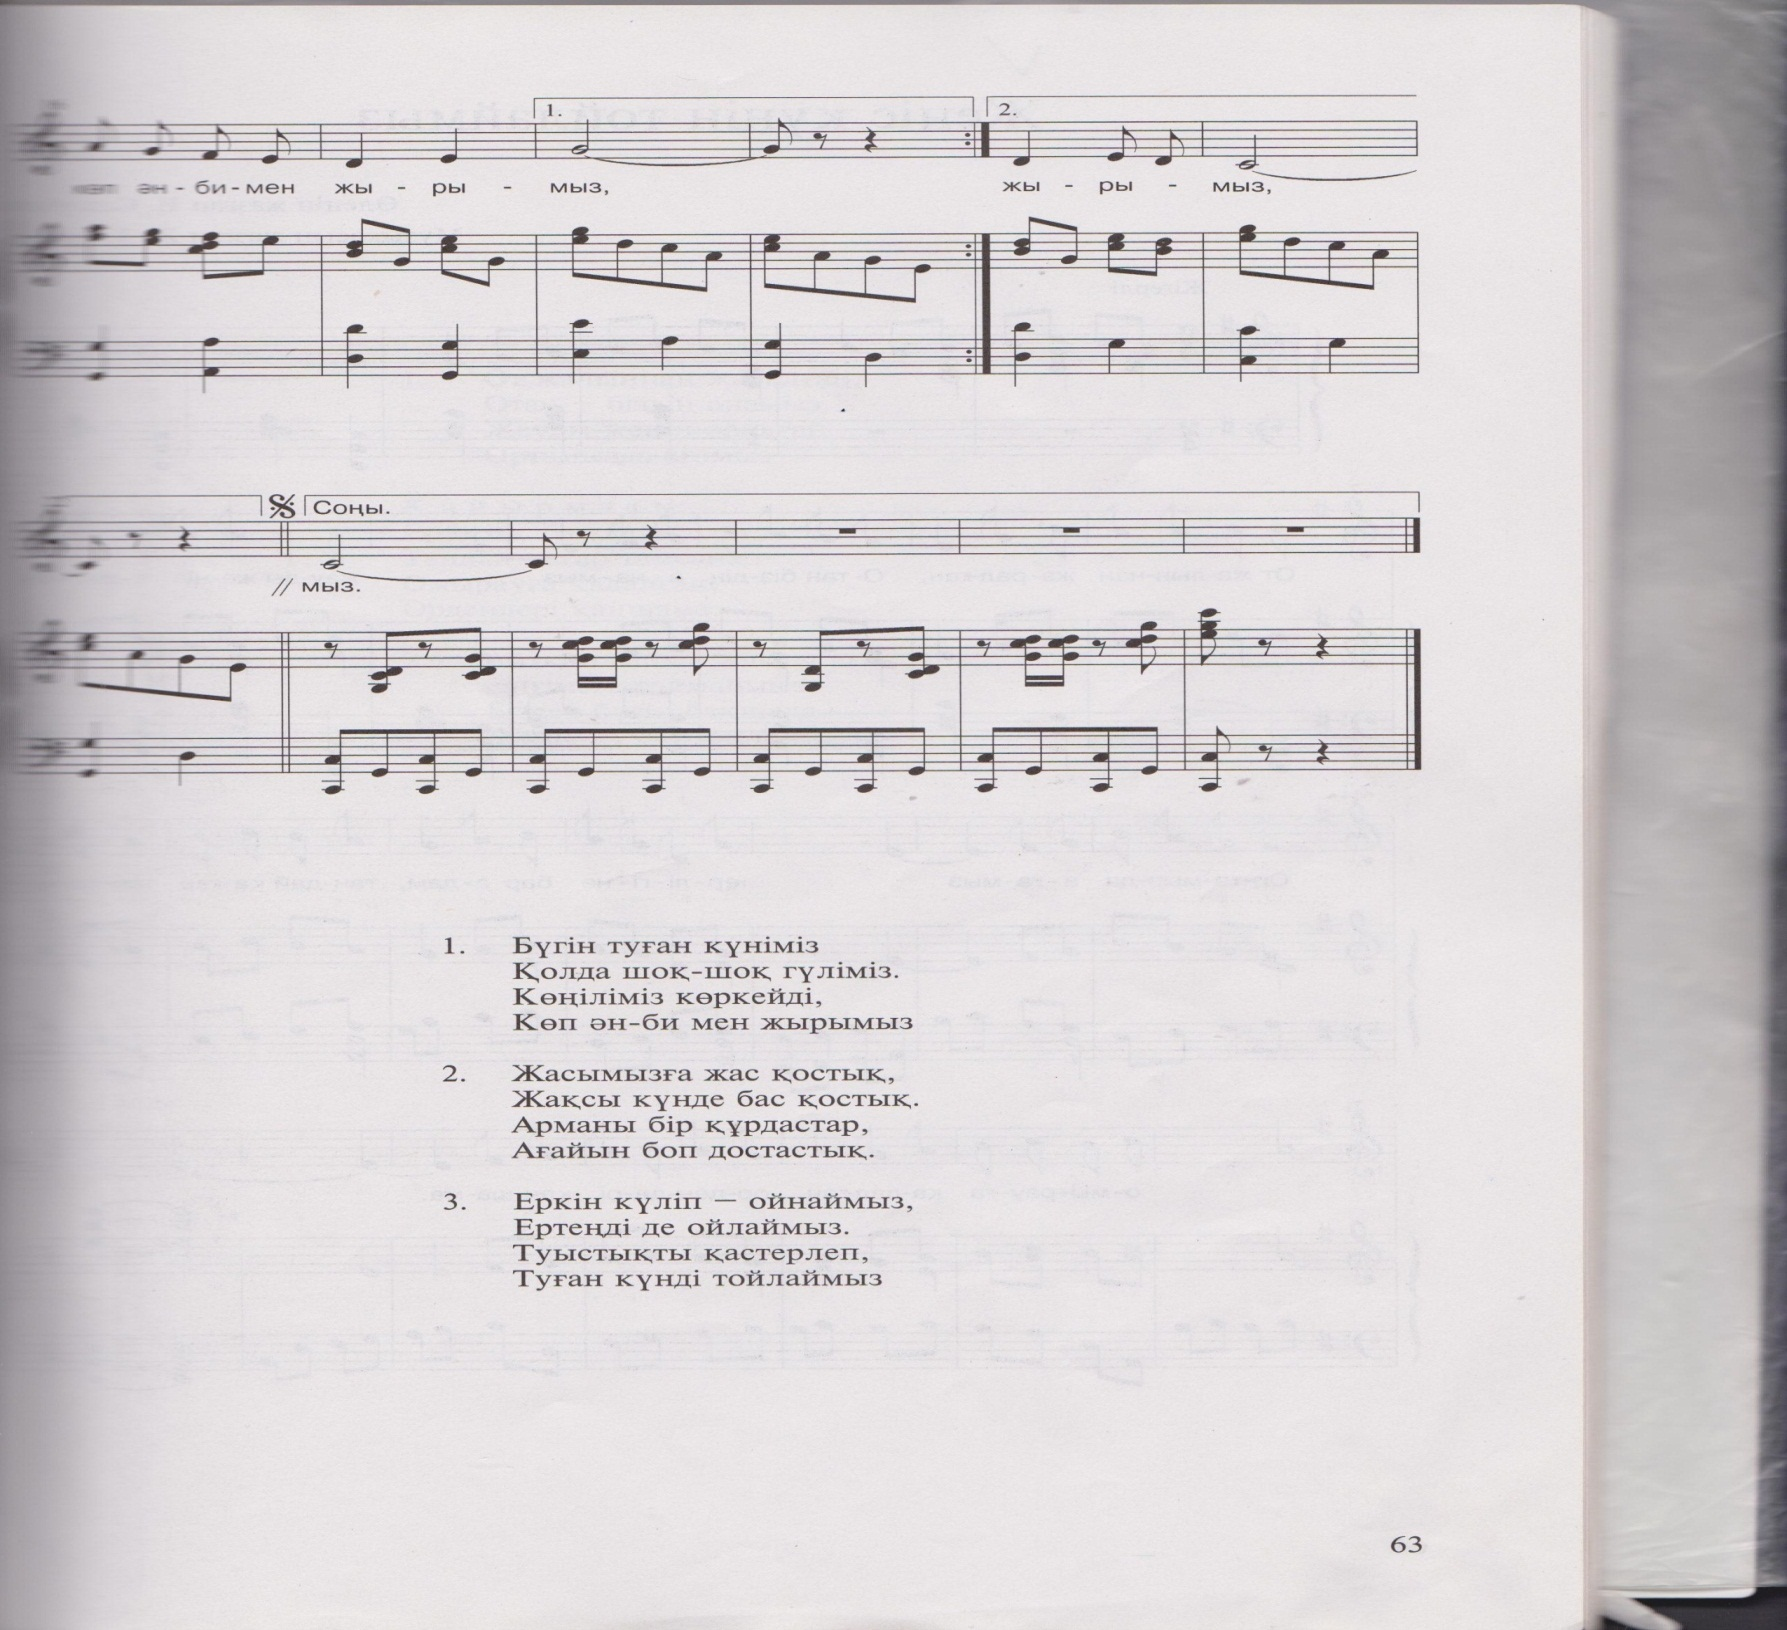 1. 2.
ән - би - мен жы - ры - мыз, жы - ры - мыз,
Соңы.
// мыз.
1. Бүгін туған күніміз
Қолда шоқ-шоқ гүліміз.
Көңіліміз көркейді,
Көп ән-би мен жырымыз
2. Жасымызға жас қостық,
Жақсы күнде бас қостық.
Арманы бір құрдастар,
Ағайын боп достастық.
3. Еркін күліп — ойнаймыз,
Ертеңді де ойлаймыз.
Туыстықты қастерлеп,
Туған күнді тойлаймыз
63